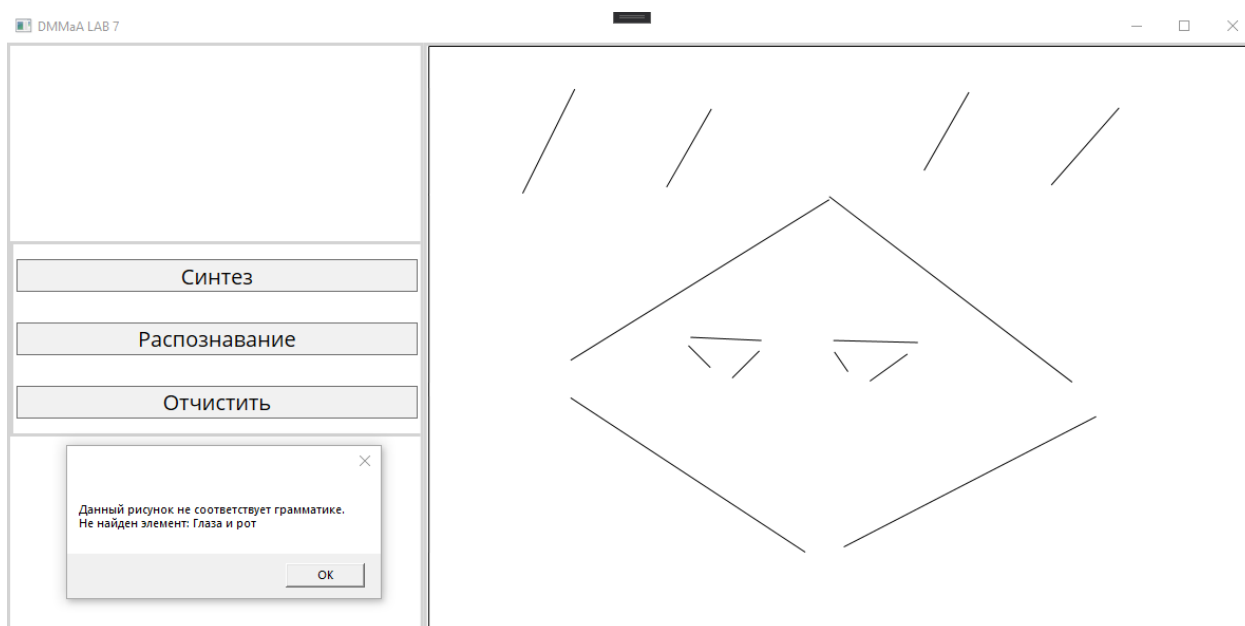 DMMaA LAB 7
Синтез
Распознавание
Отчистить
Данный рисунок не соответствует грамматике.
Не найден элемент: Глаза и рот
OK